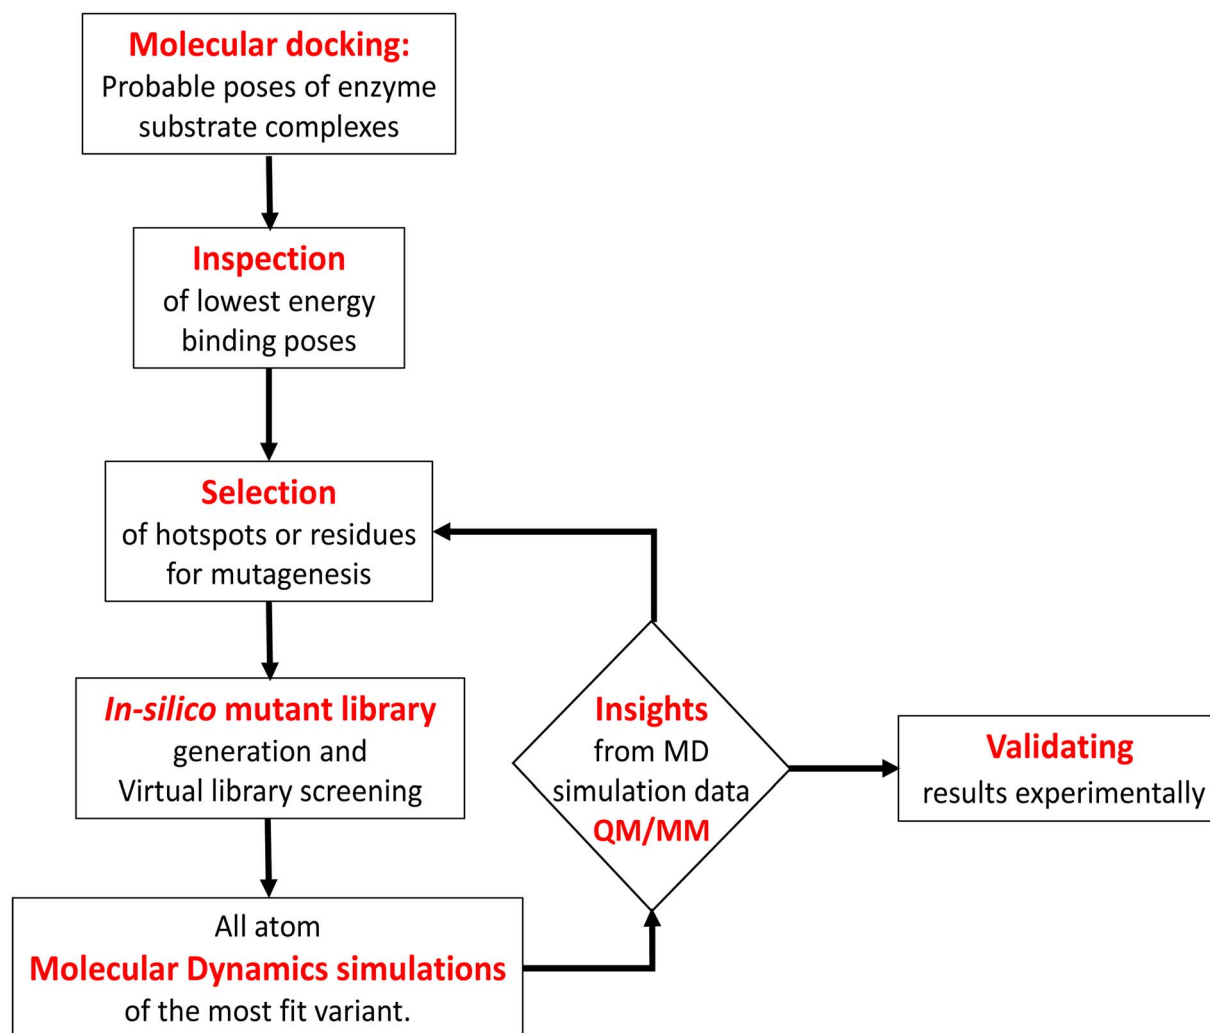 Molecular docking:
Probable poses of enzyme
substrate complexes
Inspection
of lowest energy
binding poses
Selection
of hotspots or residues
for mutagenesis
In-silico mutant library
generation and
Virtual library screening
All atom
Molecular Dynamics simulations
of the most fit variant.
Insights
from MD
simulation data
QM/MM
Validating
results experimentally